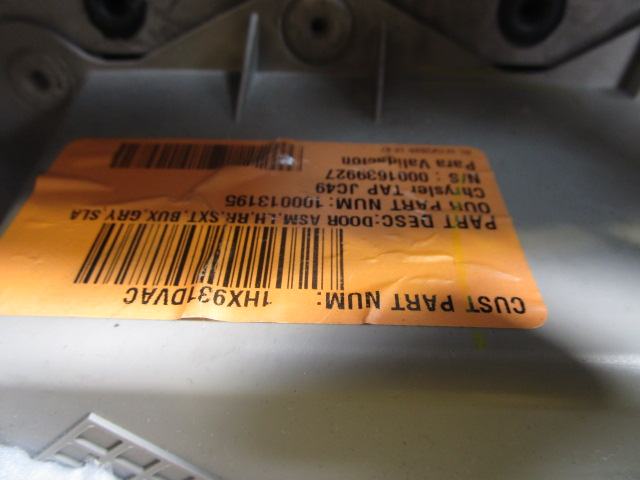 CUST PART NUM:
1HX931DVAC
PART DESC:DOOR ASM,LH,RR,SXT,BUX,GRY,SLA
OUR PART NUM: 100013195
Chrysler TAP JC49
N/S : 0001639927
Para Validacion